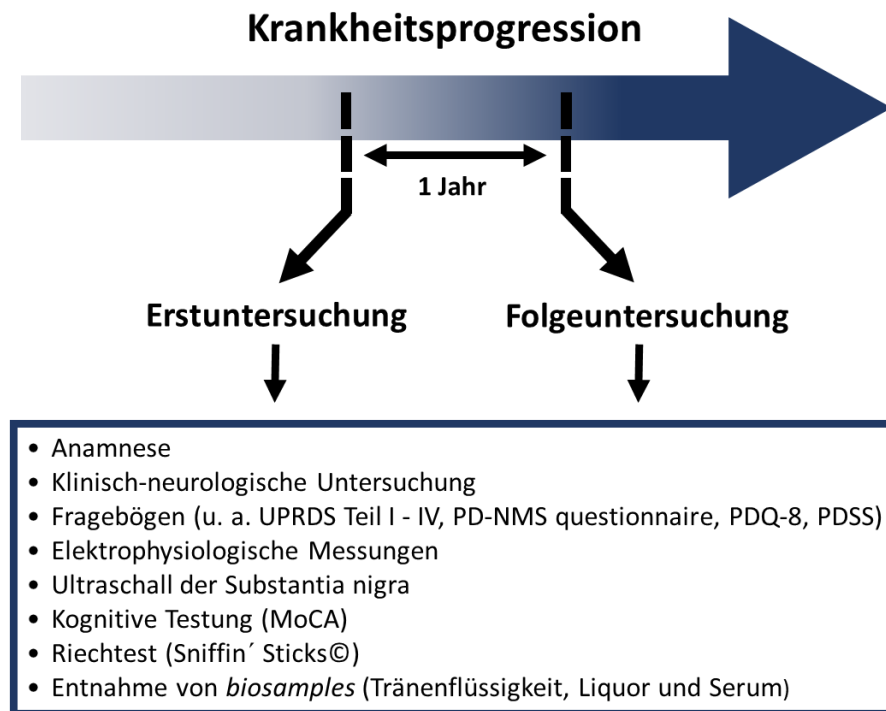 Krankheitsprogression
1 Jahr
Erstuntersuchung
Folgeuntersuchung
• Anamnese
• Klinisch-neurologische Untersuchung
• Fragebögen (u. a. UPRDS Teil I - IV, PD-NMS questionnaire, PDQ-8, PDSS)
• Elektrophysiologische Messungen
• Ultraschall der Substantia nigra
• Kognitive Testung (MoCA)
• Riechtest (Sniffin´ Sticks©)
• Entnahme von biosamples (Tränenflüssigkeit, Liquor und Serum)